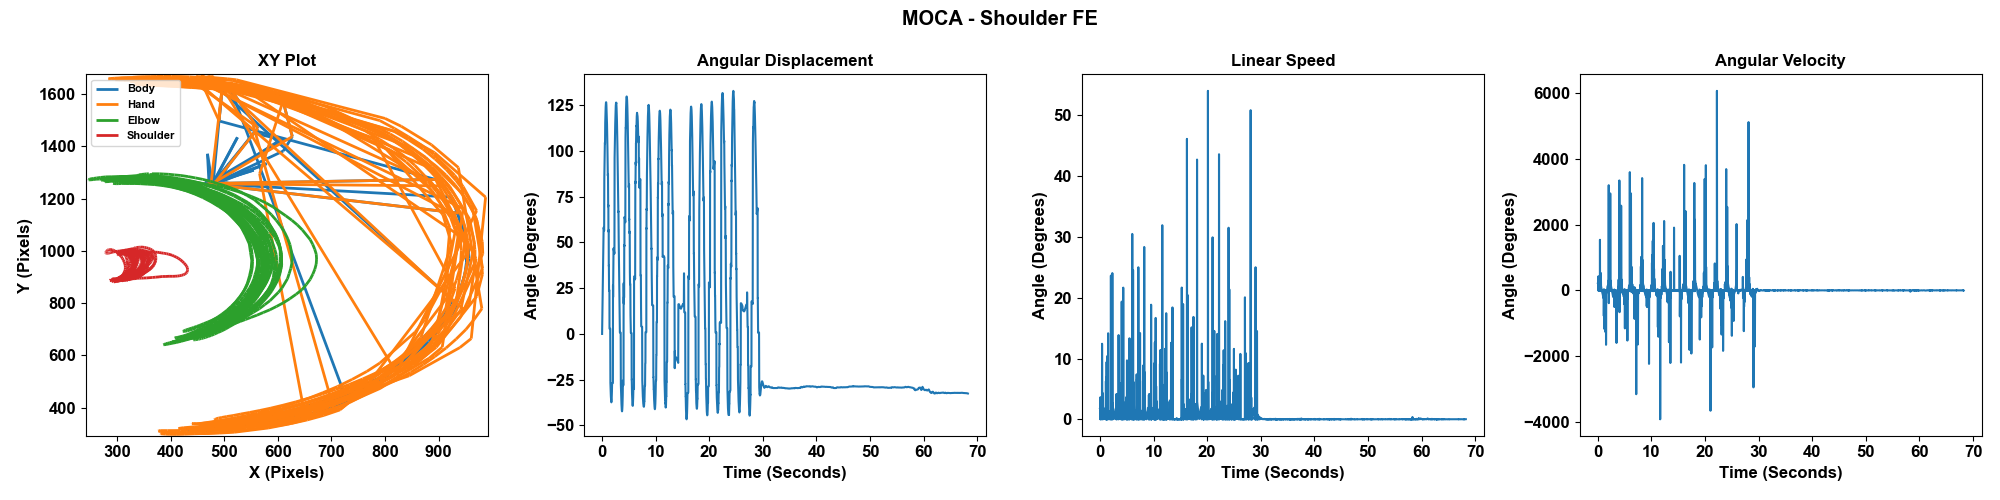 MOCA - Shoulder FE
XY Plot
Y (Pixels)
1600
1400
1200
1000
800
600
400
Body
Hand
Elbow
Shoulder
300 400 500 600 700 800 900
X (Pixels)
Angular Displacement
Angle (Degrees)
125
100
75
50
25
0
−25
−50
0 10 20 30 40 50 60 70
Time (Seconds)
Linear Speed
Angle (Degrees)
50
40
30
20
10
0
0 10 20 30 40 50 60 70
Time (Seconds)
Angular Velocity
Angle (Degrees)
6000
4000
2000
0
−2000
−4000
0 10 20 30 40 50 60 70
Time (Seconds)